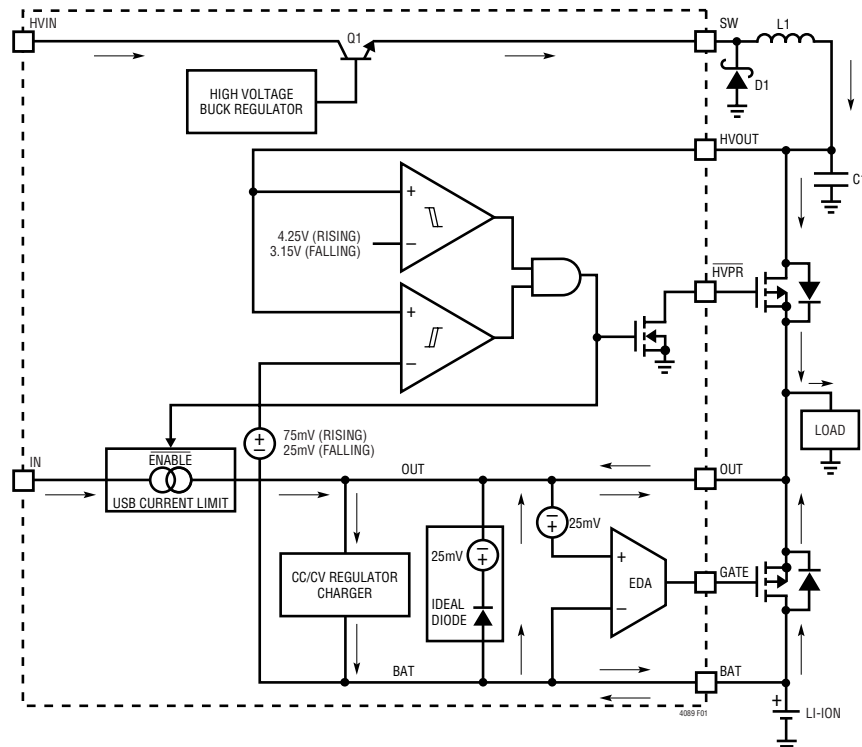 HVIN
Q1
SW
L1
HIGH VOLTAGE
BUCK REGULATOR
D1
HVOUT
C1
+
4.25V (RISING)
3.15V (FALLING)
–
HVPR
+
–
+
–
75mV (RISING)
25mV (FALLING)
LOAD
IN
ENABLE
USB CURRENT LIMIT
OUT
OUT
–
+
25mV
–
+
25mV
CC/CV REGULATOR
CHARGER
IDEAL
DIODE
+
EDA
–
GATE
BAT
BAT
4089 F01
+
LI-ION